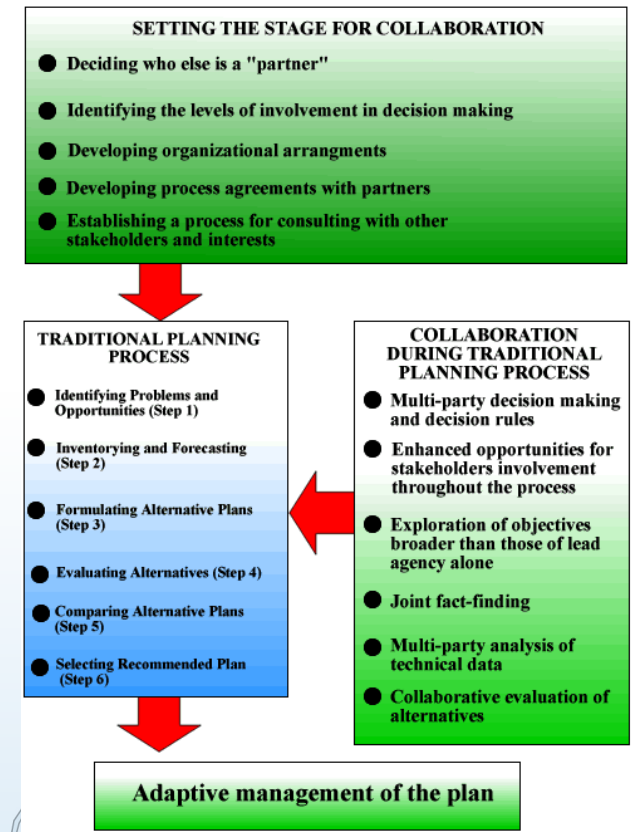 SETTING THE STAGE FOR COLLABORATION
Deciding who else is a "partner"
Identifying the levels of involvement in decision making
Developing organizational arrangments
Developing process agreements with partners
Establishing a process for consulting with other
stakeholders and interests
TRADITIONAL PLANNING
PROCESS
Identifying Problems and
Opportunities (Step 1)
Inventorying and Forecasting
(Step 2)
Formulating Alternative Plans
(Step 3)
Evaluating Alternatives (Step 4)
Comparing Alternative Plans
(Step 5)
Selecting Recommended Plan
(Step 6)
COLLABORATION
DURING TRADITIONAL
PLANNING PROCESS
Multi-party decision making
and decision rules
Enhanced opportunities for
stakeholders involvement
throughout the process
Exploration of objectives
broader than those of lead
agency alone
Joint fact-finding
Multi-party analysis of
technical data
Collaborative evaluation of
alternatives
Adaptive management of the plan